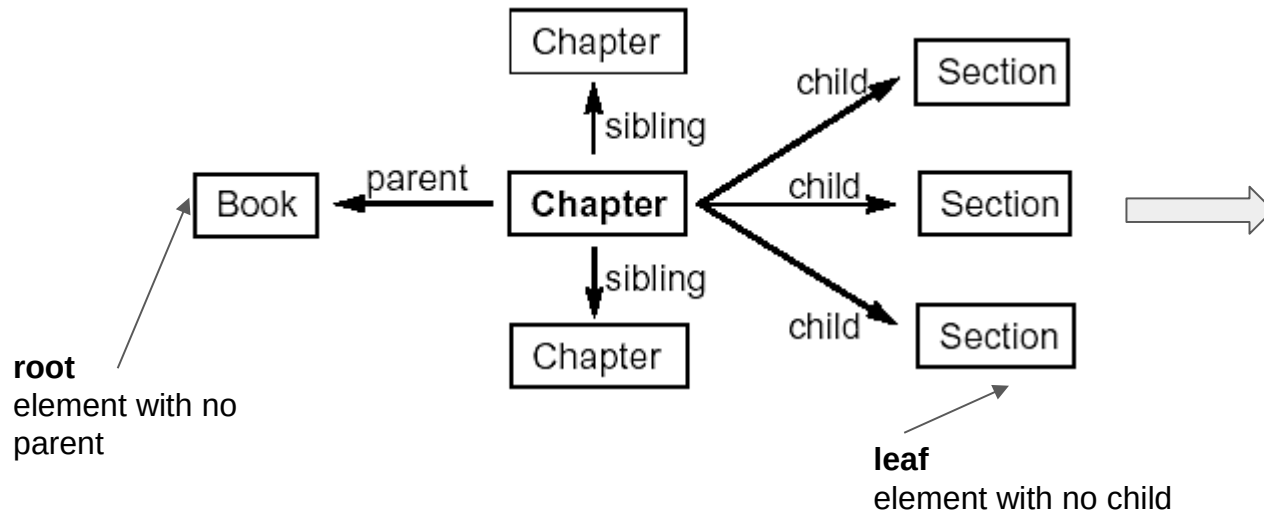 Chapter
child
Section
sibling
parent
Book
Chapter
child
Section
sibling
child
Section
Chapter
root
element with no
parent
leaf
element with no child